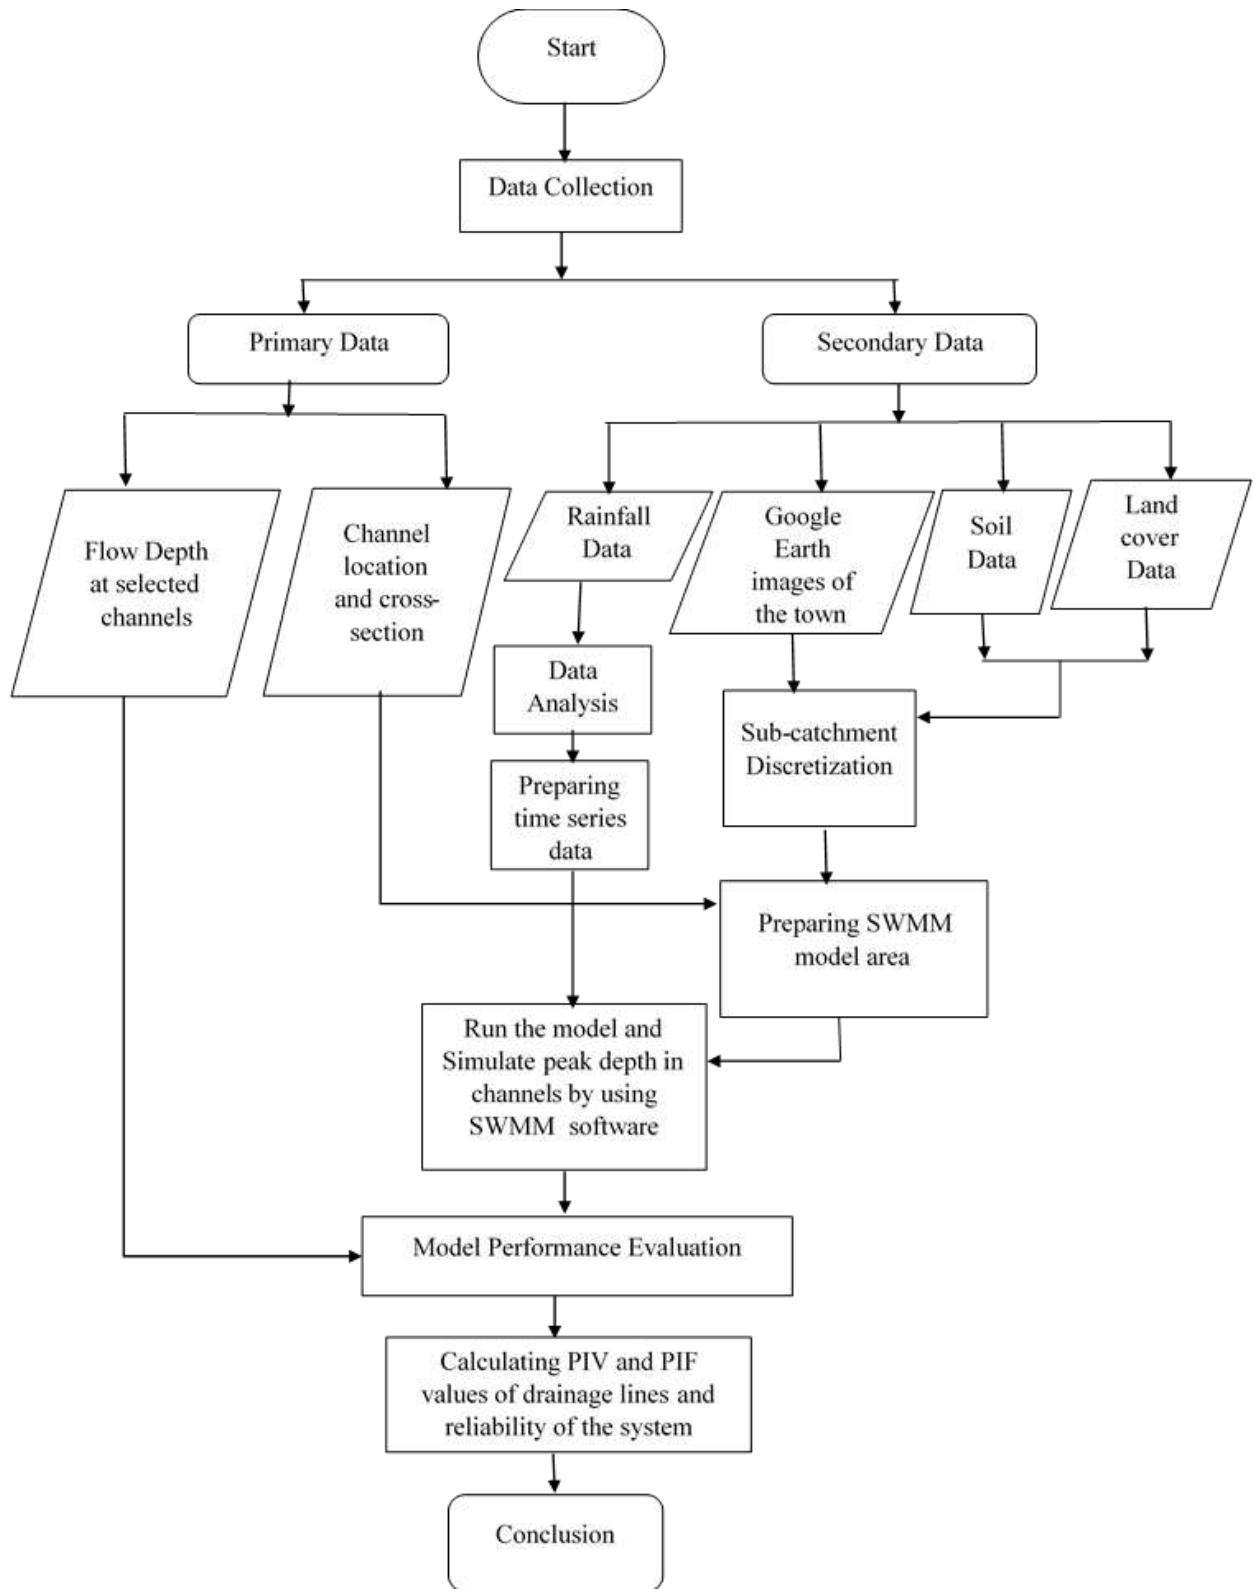 Start
Data Collection
Primary Data
Secondary Data
Flow Depth
at selected
channels
Channel
location
and cross-
section
Rainfall
Data
Google
Earth
images of
the town
Soil
Data
Land
cover
Data
Data
Analysis
Sub-catchment
Discretization
Preparing
time series
data
Preparing SWMM
model area
Run the model and
Simulate peak depth in
channels by using
SWMM software
Model Performance Evaluation
Calculating PIV and PIF
values of drainage lines and
reliability of the system
Conclusion